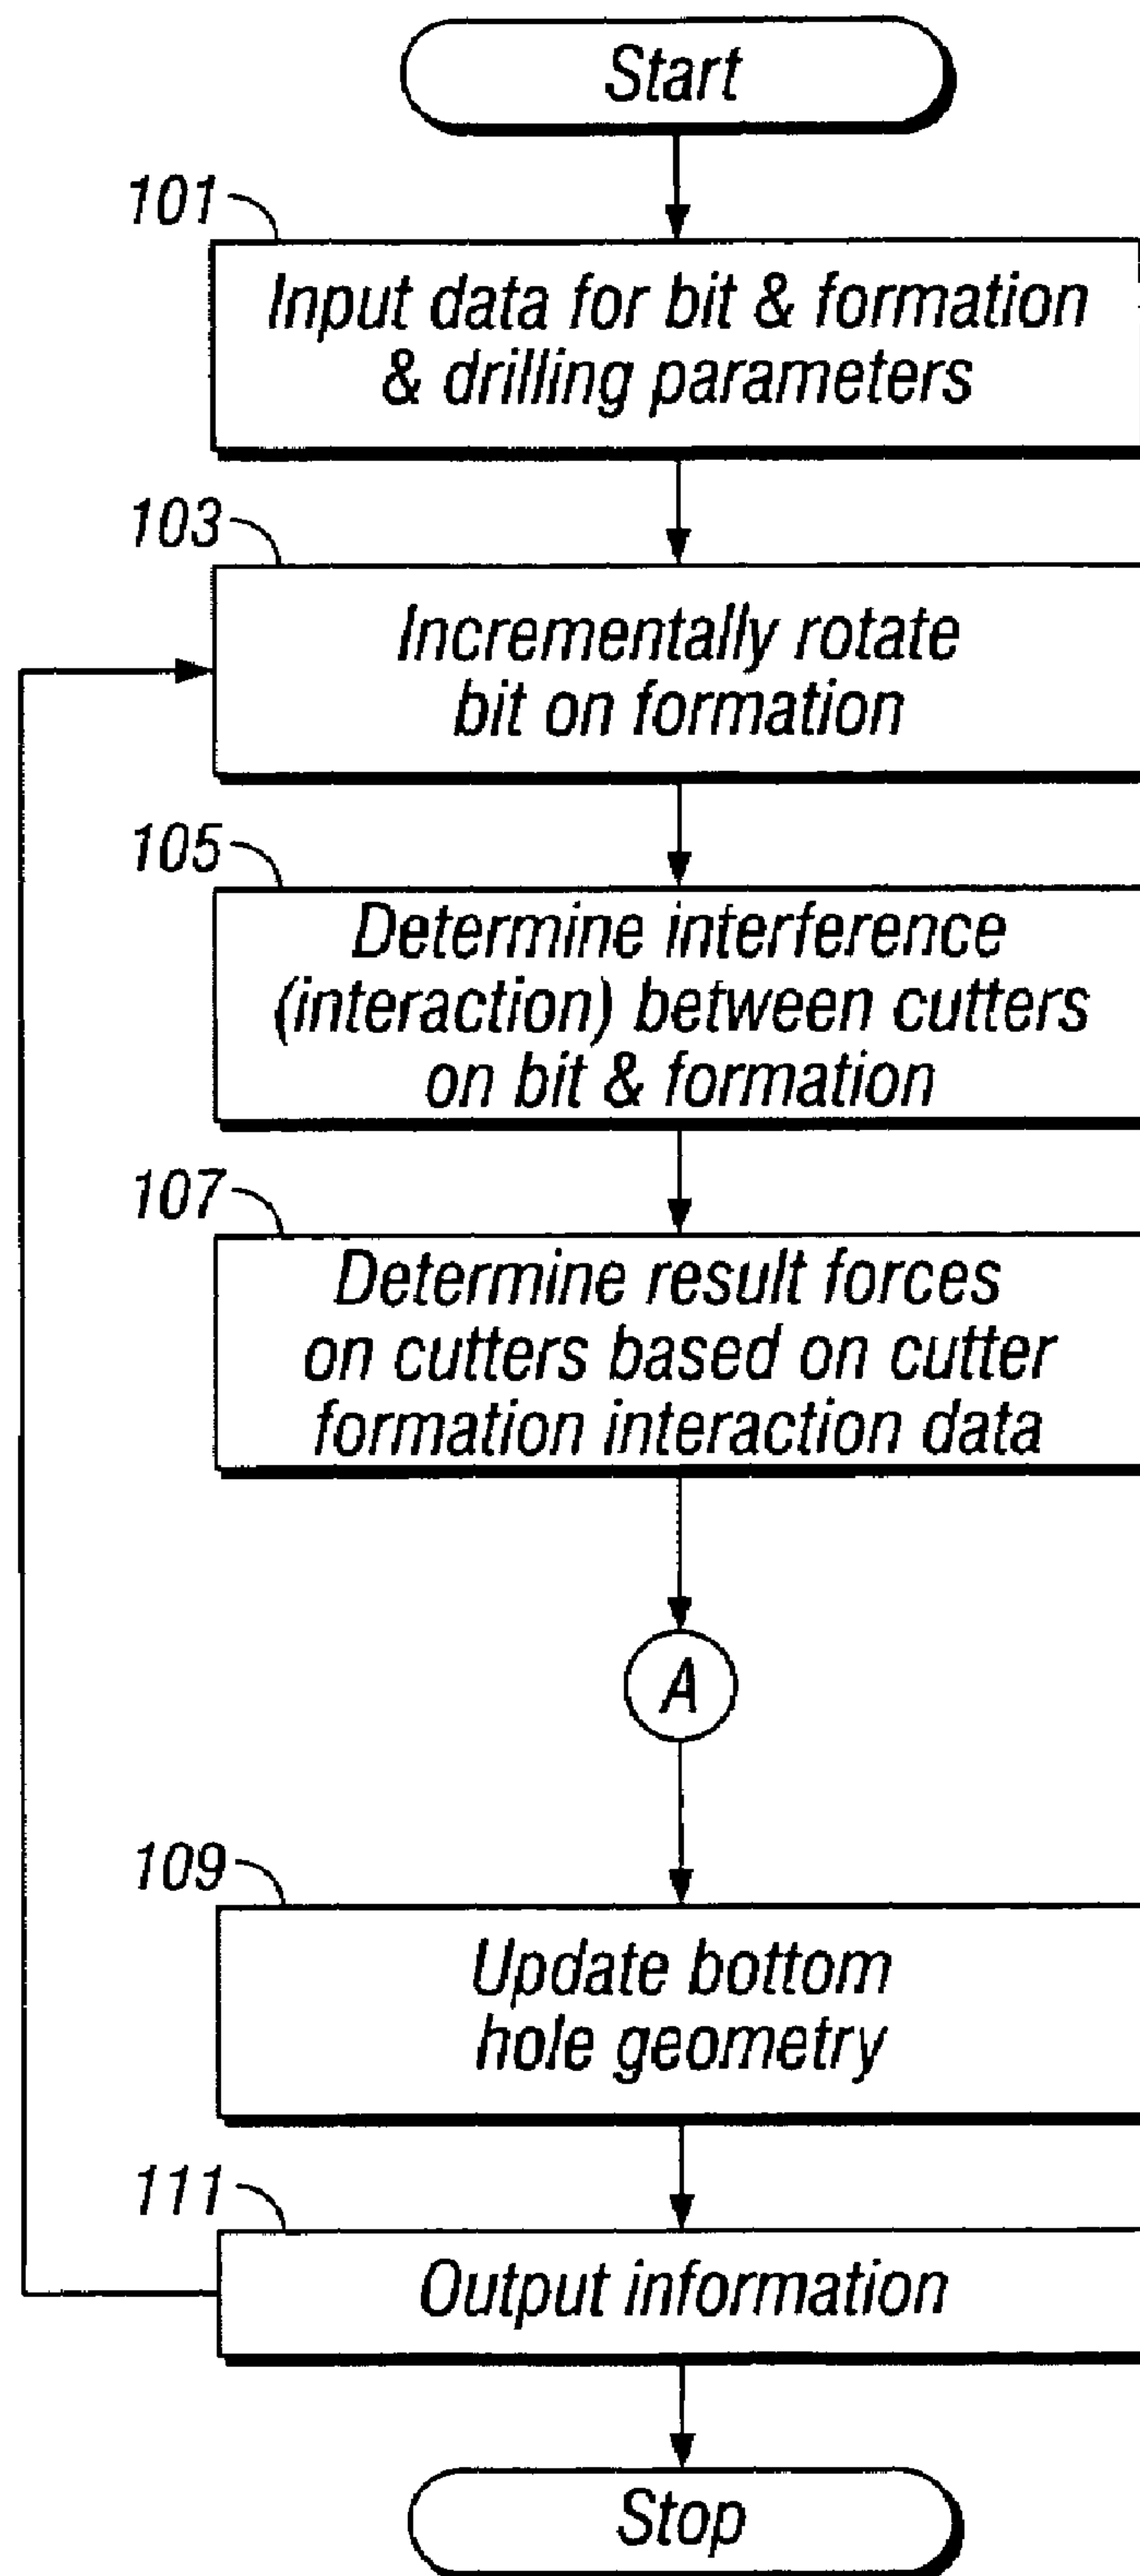 Start
101
Input data for bit & formation
& drilling parameters
103
Incrementally rotate
bit on formation
105
Determine interference
(interaction) between cutters
on bit & formation
107
Determine result forces
on cutters based on cutter
formation interaction data
A
109
Update bottom
hole geometry
111
Output information
Stop